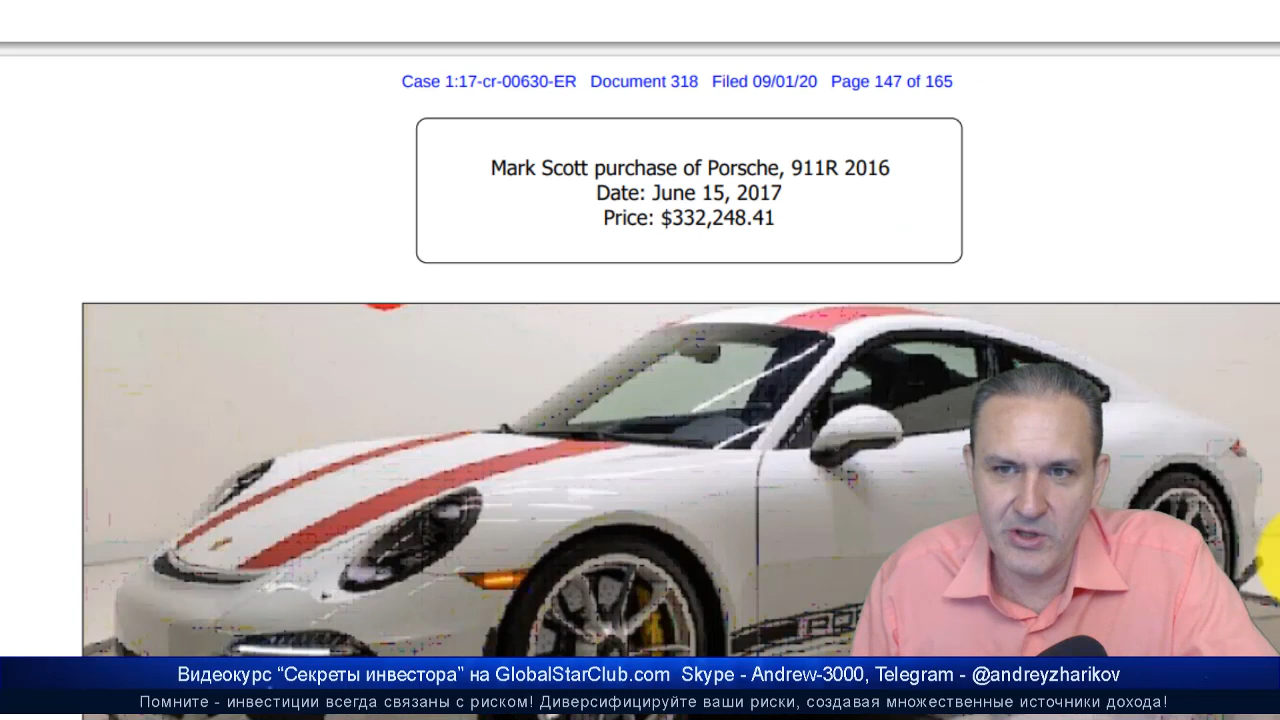 Case 1:17-cr-00630-ER Document 318 Filed 09/01/20 Page 147 of 165
Mark Scott purchase of Porsche, 911R 2016
Date: June 15, 2017
Price: $332,248.41
Видеокурс “Секреты инвестора” на GlobalStarClub.com Skype - Andrew-3000, Telegram - @andreyzharikov
Помните - инвестиции всегда связаны с риском! Диверсифицируйте ваши риски, создавая множественные источники дохода!